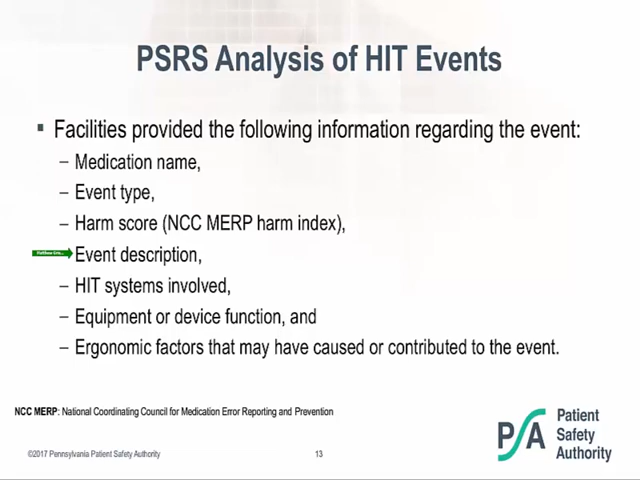 PSRS Analysis of HIT Events
▪ Facilities provided the following information regarding the event:
– Medication name,
– Event type,
– Harm score (NCC MERP harm index),
Event description,
– HIT systems involved,
– Equipment or device function, and
– Ergonomic factors that may have caused or contributed to the event.
NCC MERP: National Coordinating Council for Medication Error Reporting and Prevention
©2017 Pennsylvania Patient Safety Authority
13
PSA
Patient
Safety
Authority